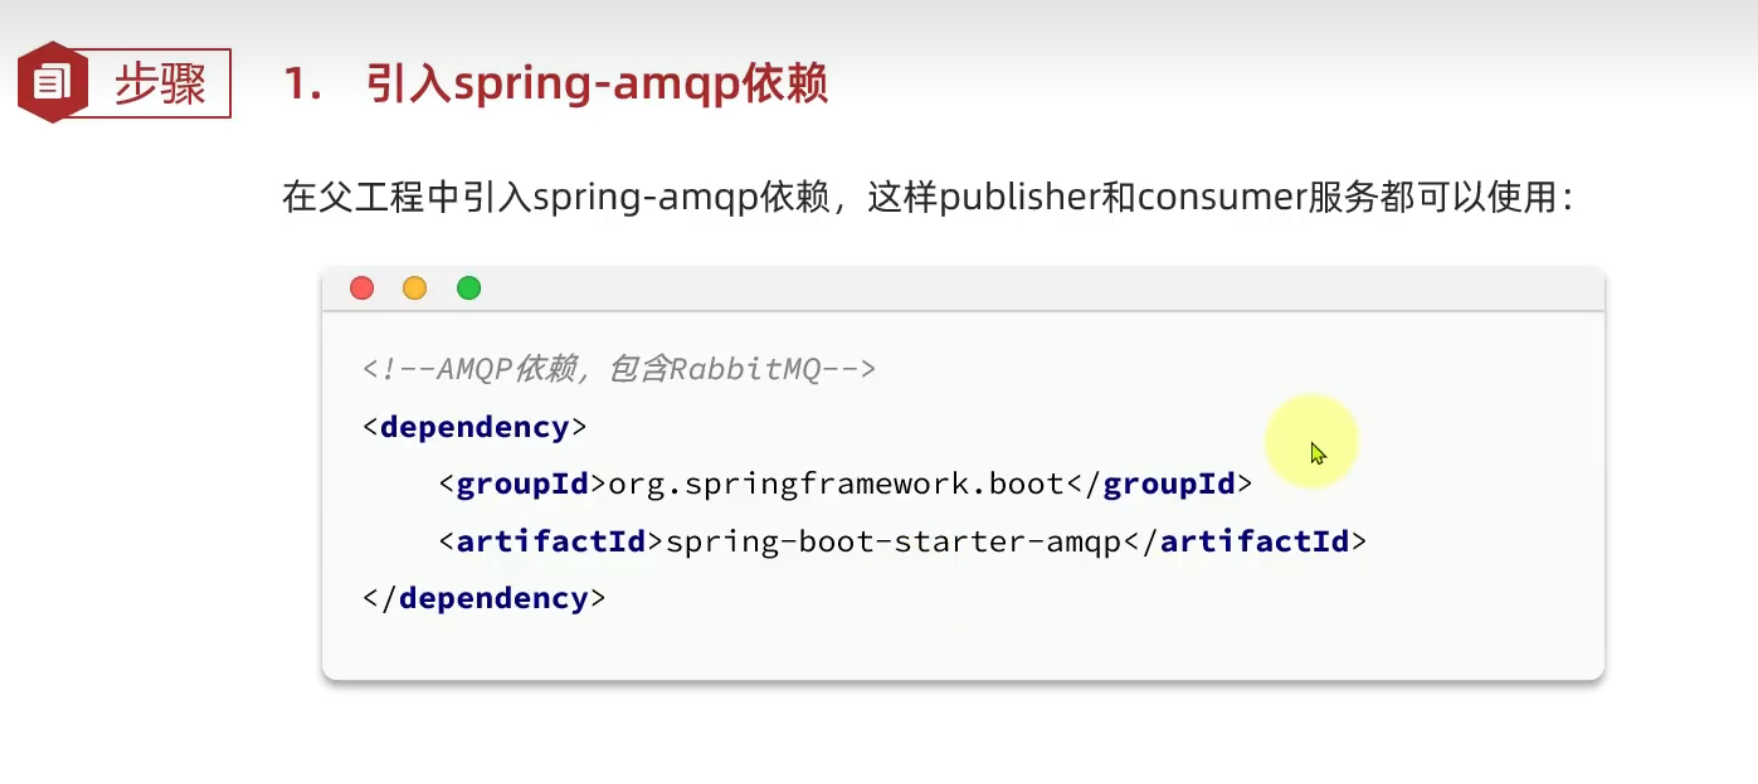 步骤
1. 引入spring-amqp依赖
在父工程中引入spring-amqp依赖，这样publisher和consumer服务都可以使用：
<!--AMQP依赖，包含RabbitMQ-->
<dependency>
    <groupId>org.springframework.boot</groupId>
    <artifactId>spring-boot-starter-amqp</artifactId>
</dependency>